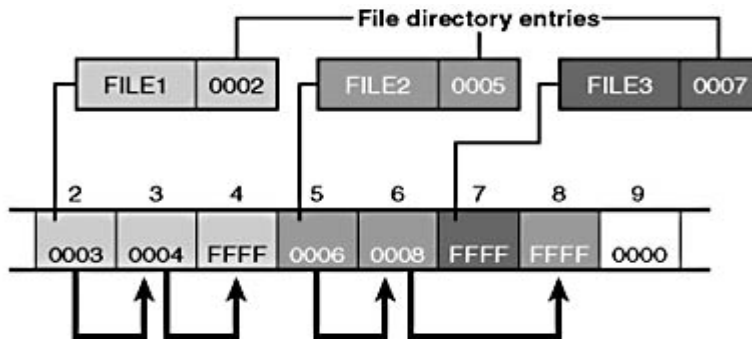 File directory entries
FILE1 0002 FILE2 0005 FILE3 0007
2 3 4 5 6 7 8 9
0003 0004 FFFF 0006 0008 FFFF FFFF 0000